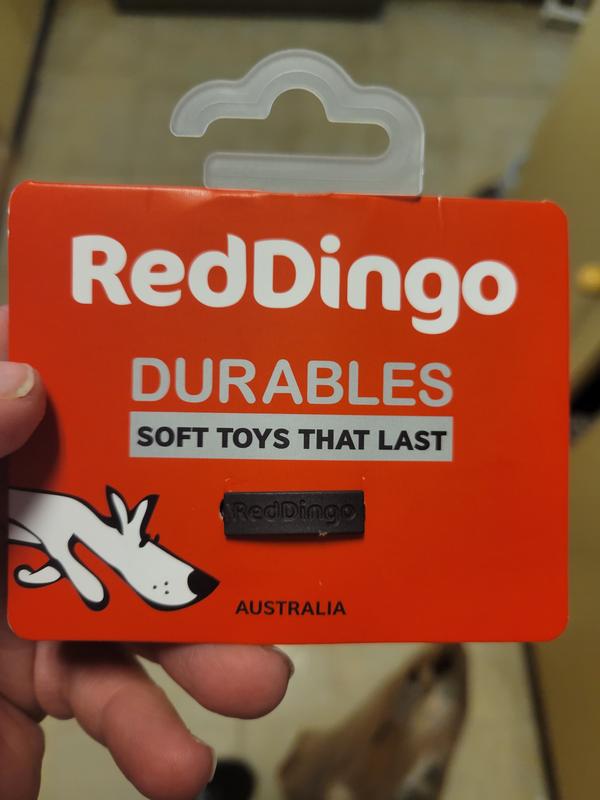 RedDingo
DURABLES
SOFT TOYS THAT LAST
RedDingo
AUSTRALIA